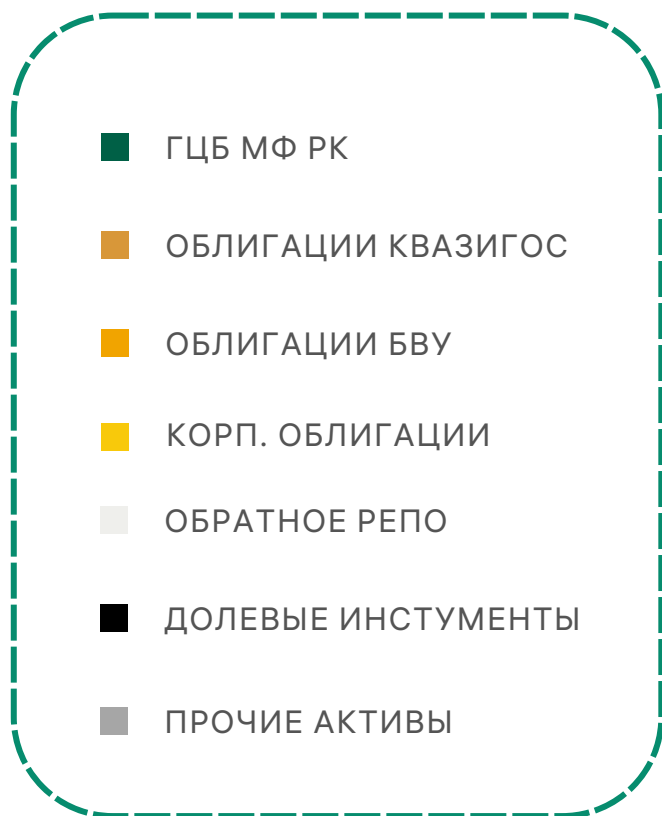 ГЦБ МФ РК
ОБЛИГАЦИИ КВАЗИГОС
ОБЛИГАЦИИ БВУ
КОРП. ОБЛИГАЦИИ
ОБРАТНОЕ РЕПО
ДОЛЕВЫЕ ИНСТУМЕНТЫ
ПРОЧИЕ АКТИВЫ